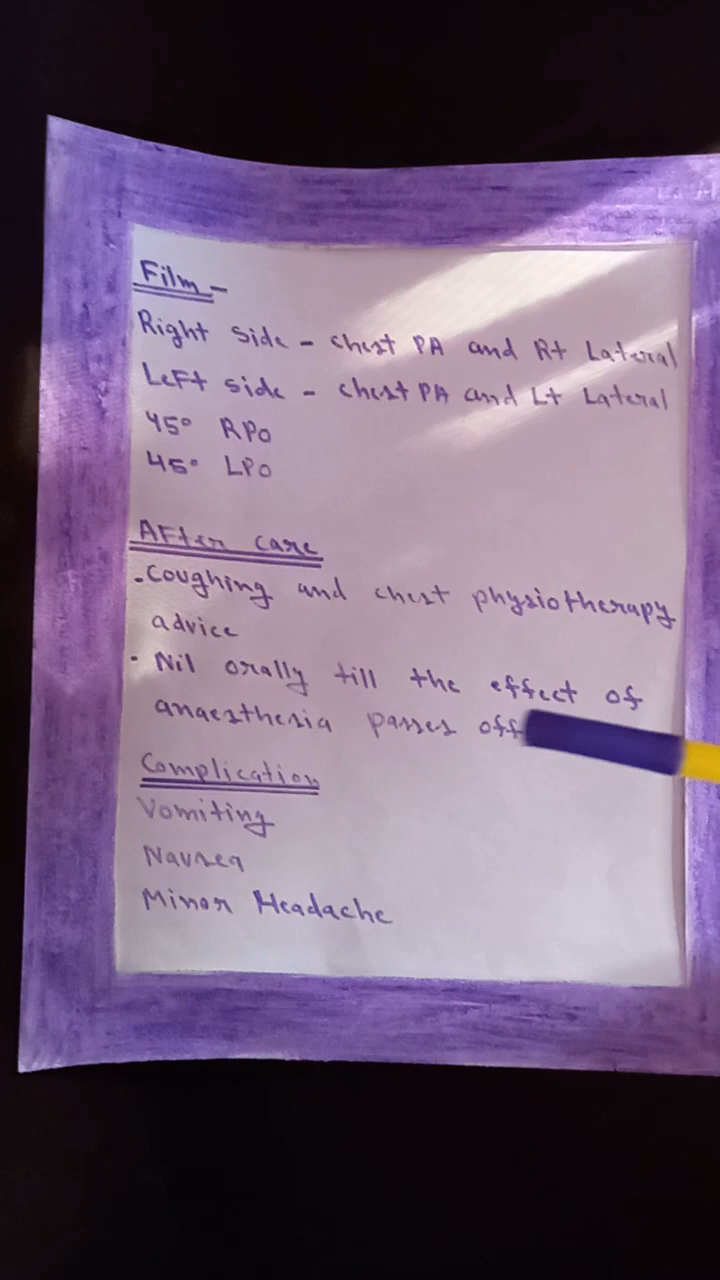 Film -
Right side - chest PA and Rt Lateral
Left side - chest PA and Lt Lateral
45° RPO
45° LPO
After care
• Coughing and chest physiotherapy
advice
• Nil orally till the effect of
anaesthesia passes off
Complication
Vomiting
Nausea
Minor Headache